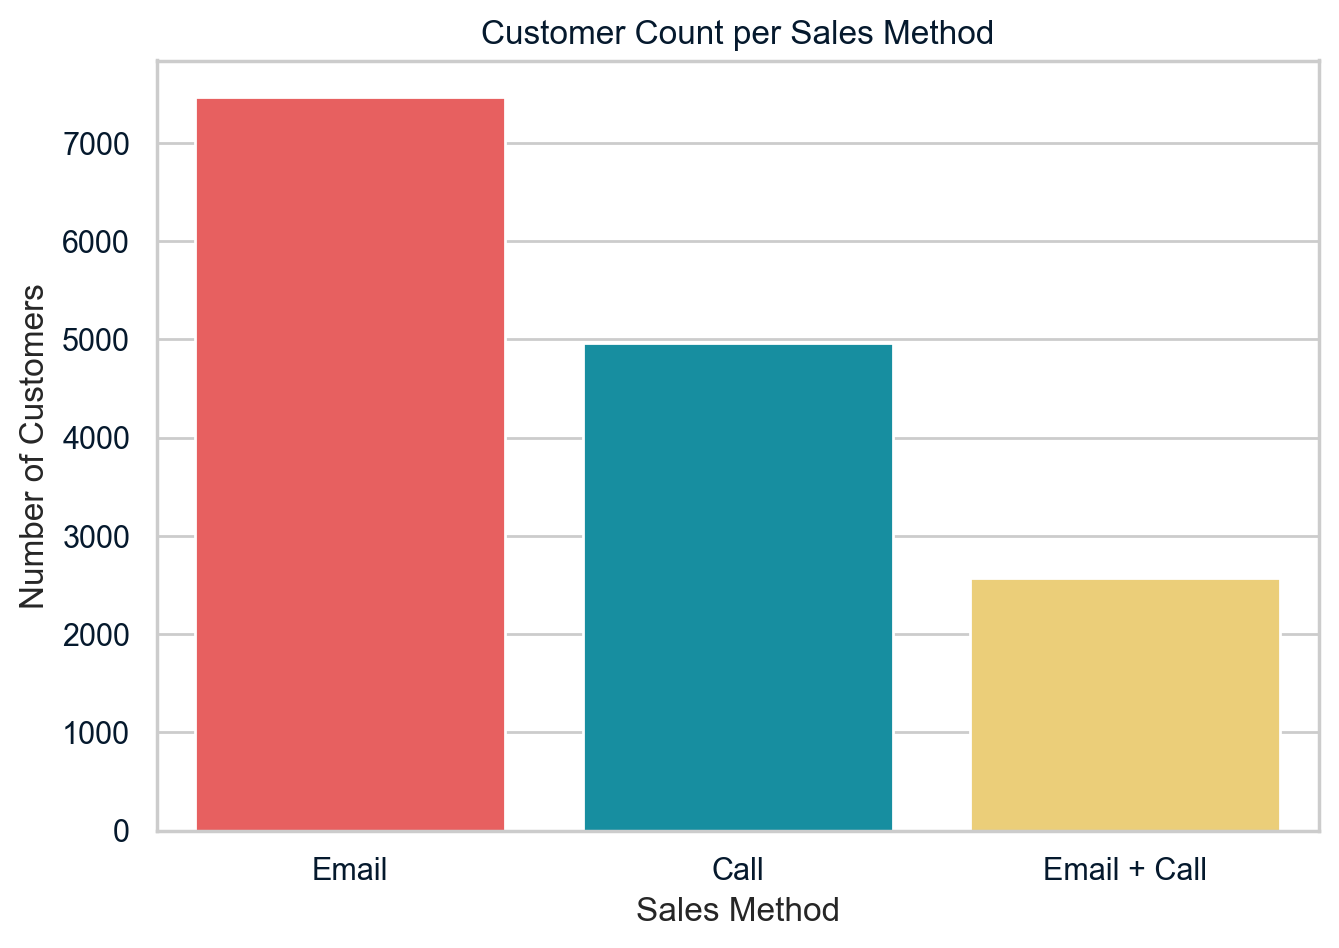 Customer Count per Sales Method
Number of Customers
7000
6000
5000
4000
3000
2000
1000
0
Email
Call
Email + Call
Sales Method